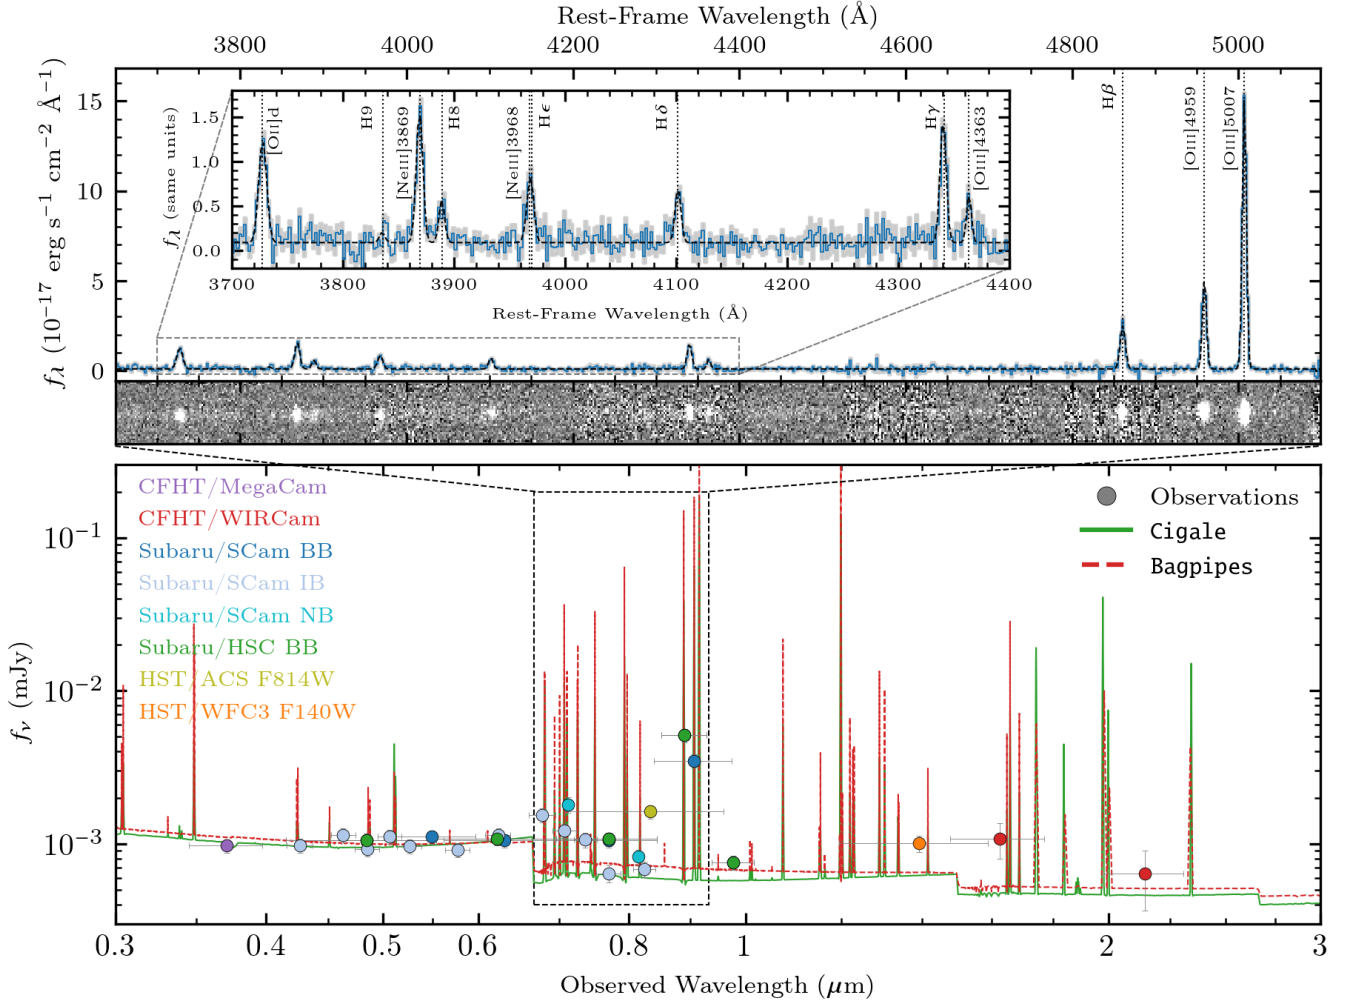 Rest-Frame Wavelength (Å)
3800 4000 4200 4400 4600 4800 5000
fλ (10−17 erg s−1 cm−2 Å−1)
15
10
5
0
fλ (same units)
1.5
1.0
0.5
0.0
[OII]d
H9
[NeIII]3869
H8
[NeIII]3968
Hϵ
Hδ
Hγ
[OIII]4363
3700 3800 3900 4000 4100 4200 4300 4400
Rest-Frame Wavelength (Å)
Hβ
[OIII]4959
[OIII]5007
fν (mJy)
10−1
10−2
10−3
CFHT/MegaCam
CFHT/WIRCam
Subaru/SCam BB
Subaru/SCam IB
Subaru/SCam NB
Subaru/HSC BB
HST/ACS F814W
HST/WFC3 F140W
Observations
Cigale
Bagpipes
0.3 0.4 0.5 0.6 0.8 1 2 3
Observed Wavelength (μm)